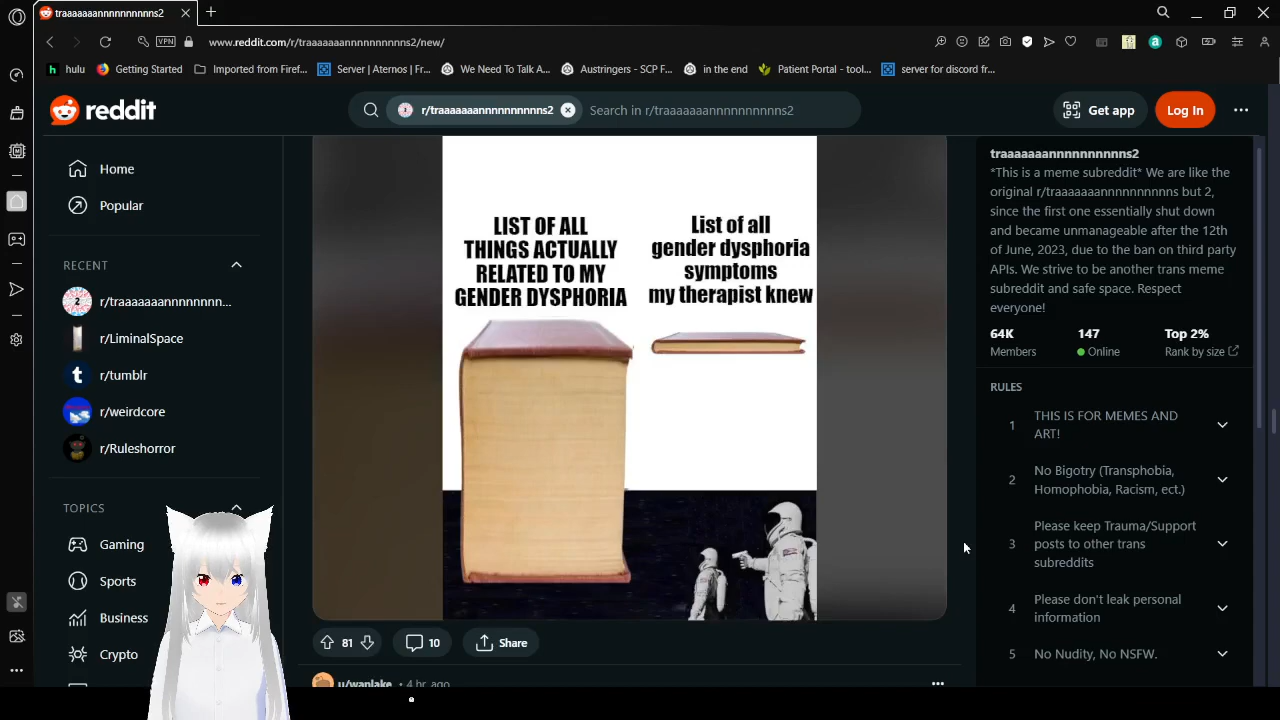 traaaaaaannnnnnnnnns2
VPN
www.reddit.com/r/traaaaaaannnnnnnnnns2/new/
hulu
Getting Started
Imported from Firef...
Server | Aternos | Fr...
We Need To Talk A...
Austringers - SCP F...
in the end
Patient Portal - tool...
server for discord fr...
reddit
r/traaaaaaannnnnnnnnns2
Search in r/traaaaaaannnnnnnnnns2
Get app
Log In
Home
Popular
RECENT
r/traaaaaaannnnnnn...
r/LiminalSpace
r/tumblr
r/weirdcore
r/Ruleshorror
TOPICS
Gaming
Sports
Business
Crypto
LIST OF ALL
THINGS ACTUALLY
RELATED TO MY
GENDER DYSPHORIA
List of all
gender dysphoria
symptoms
my therapist knew
81
10
Share
u/wanlake • 4 hr. ago
traaaaaaannnnnnnnnns2
*This is a meme subreddit* We are like the
original r/traaaaaaannnnnnnnnns but 2,
since the first one essentially shut down
and became unmanageable after the 12th
of June, 2023, due to the ban on third party
APIs. We strive to be another trans meme
subreddit and safe space. Respect
everyone!
64K
Members
147
Online
Top 2%
Rank by size
RULES
1
THIS IS FOR MEMES AND
ART!
2
No Bigotry (Transphobia,
Homophobia, Racism, ect.)
3
Please keep Trauma/Support
posts to other trans
subreddits
4
Please don't leak personal
information
5
No Nudity, No NSFW.